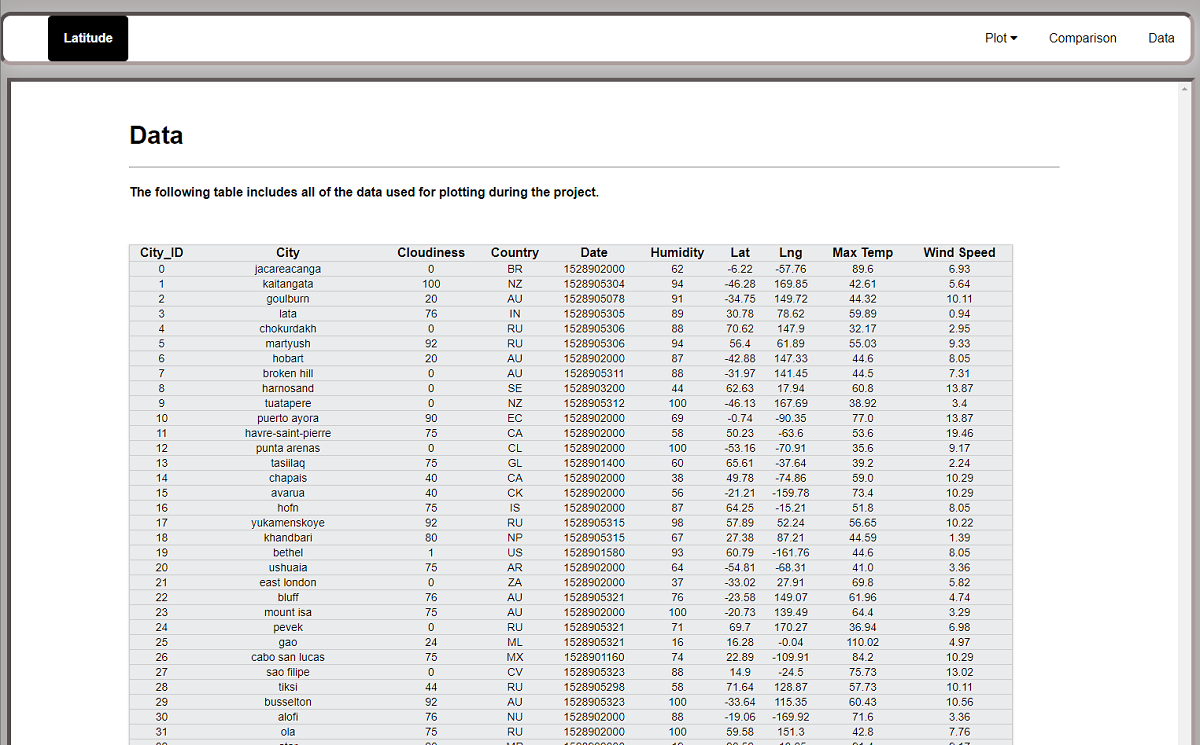 Latitude Plot Comparison Data
Data
The following table includes all of the data used for plotting during the project.
City_ID City Cloudiness Country Date Humidity Lat Lng Max Temp Wind Speed
0 jacareacanga 0 BR 1528902000 62 -6.22 -57.76 89.6 6.93
1 kaitangata 100 NZ 1528905304 94 -46.28 169.85 42.61 5.64
2 goulburn 20 AU 1528905078 91 -34.75 149.72 44.32 10.11
3 lata 76 IN 1528905305 89 30.78 78.62 59.89 0.94
4 chokurdakh 0 RU 1528905306 88 70.62 147.9 32.17 2.95
5 martyush 92 RU 1528905306 94 56.4 61.89 55.03 9.33
6 hobart 20 AU 1528902000 87 -42.88 147.33 44.6 8.05
7 broken hill 0 AU 1528905311 88 -31.97 141.45 44.5 7.31
8 harnosand 0 SE 1528903200 44 62.63 17.94 60.8 13.87
9 tuatapere 0 NZ 1528905312 100 -46.13 167.69 38.92 3.4
10 puerto ayora 90 EC 1528902000 69 -0.74 -90.35 77.0 13.87
11 havre-saint-pierre 75 CA 1528902000 58 50.23 -63.6 53.6 19.46
12 punta arenas 0 CL 1528902000 100 -53.16 -70.91 35.6 9.17
13 tasiilaq 75 GL 1528901400 60 65.61 -37.64 39.2 2.24
14 chapais 40 CA 1528902000 38 49.78 -74.86 59.0 10.29
15 avarua 40 CK 1528902000 56 -21.21 -159.78 73.4 10.29
16 hofn 75 IS 1528902000 87 64.25 -15.21 51.8 8.05
17 yukamenskoye 92 RU 1528905315 98 57.89 52.24 56.65 10.22
18 khandbari 80 NP 1528905315 67 27.38 87.21 44.59 1.39
19 bethel 1 US 1528901580 93 60.79 -161.76 44.6 8.05
20 ushuaia 75 AR 1528902000 64 -54.81 -68.31 41.0 3.36
21 east london 0 ZA 1528902000 37 -33.02 27.91 69.8 5.82
22 bluff 76 AU 1528905321 76 -23.58 149.07 61.96 4.74
23 mount isa 75 AU 1528902000 100 -20.73 139.49 64.4 3.29
24 pevek 0 RU 1528905321 71 69.7 170.27 36.94 6.98
25 gao 24 ML 1528905321 16 16.28 -0.04 110.02 4.97
26 cabo san lucas 75 MX 1528901160 74 22.89 -109.91 84.2 10.29
27 sao filipe 0 CV 1528905323 88 14.9 -24.5 75.73 13.02
28 tiksi 44 RU 1528905298 58 71.64 128.87 57.73 10.11
29 busselton 92 AU 1528905323 100 -33.64 115.35 60.43 10.56
30 alofi 76 NU 1528902000 88 -19.06 -169.92 71.6 3.36
31 ola 75 RU 1528902000 100 59.58 151.3 42.8 7.76